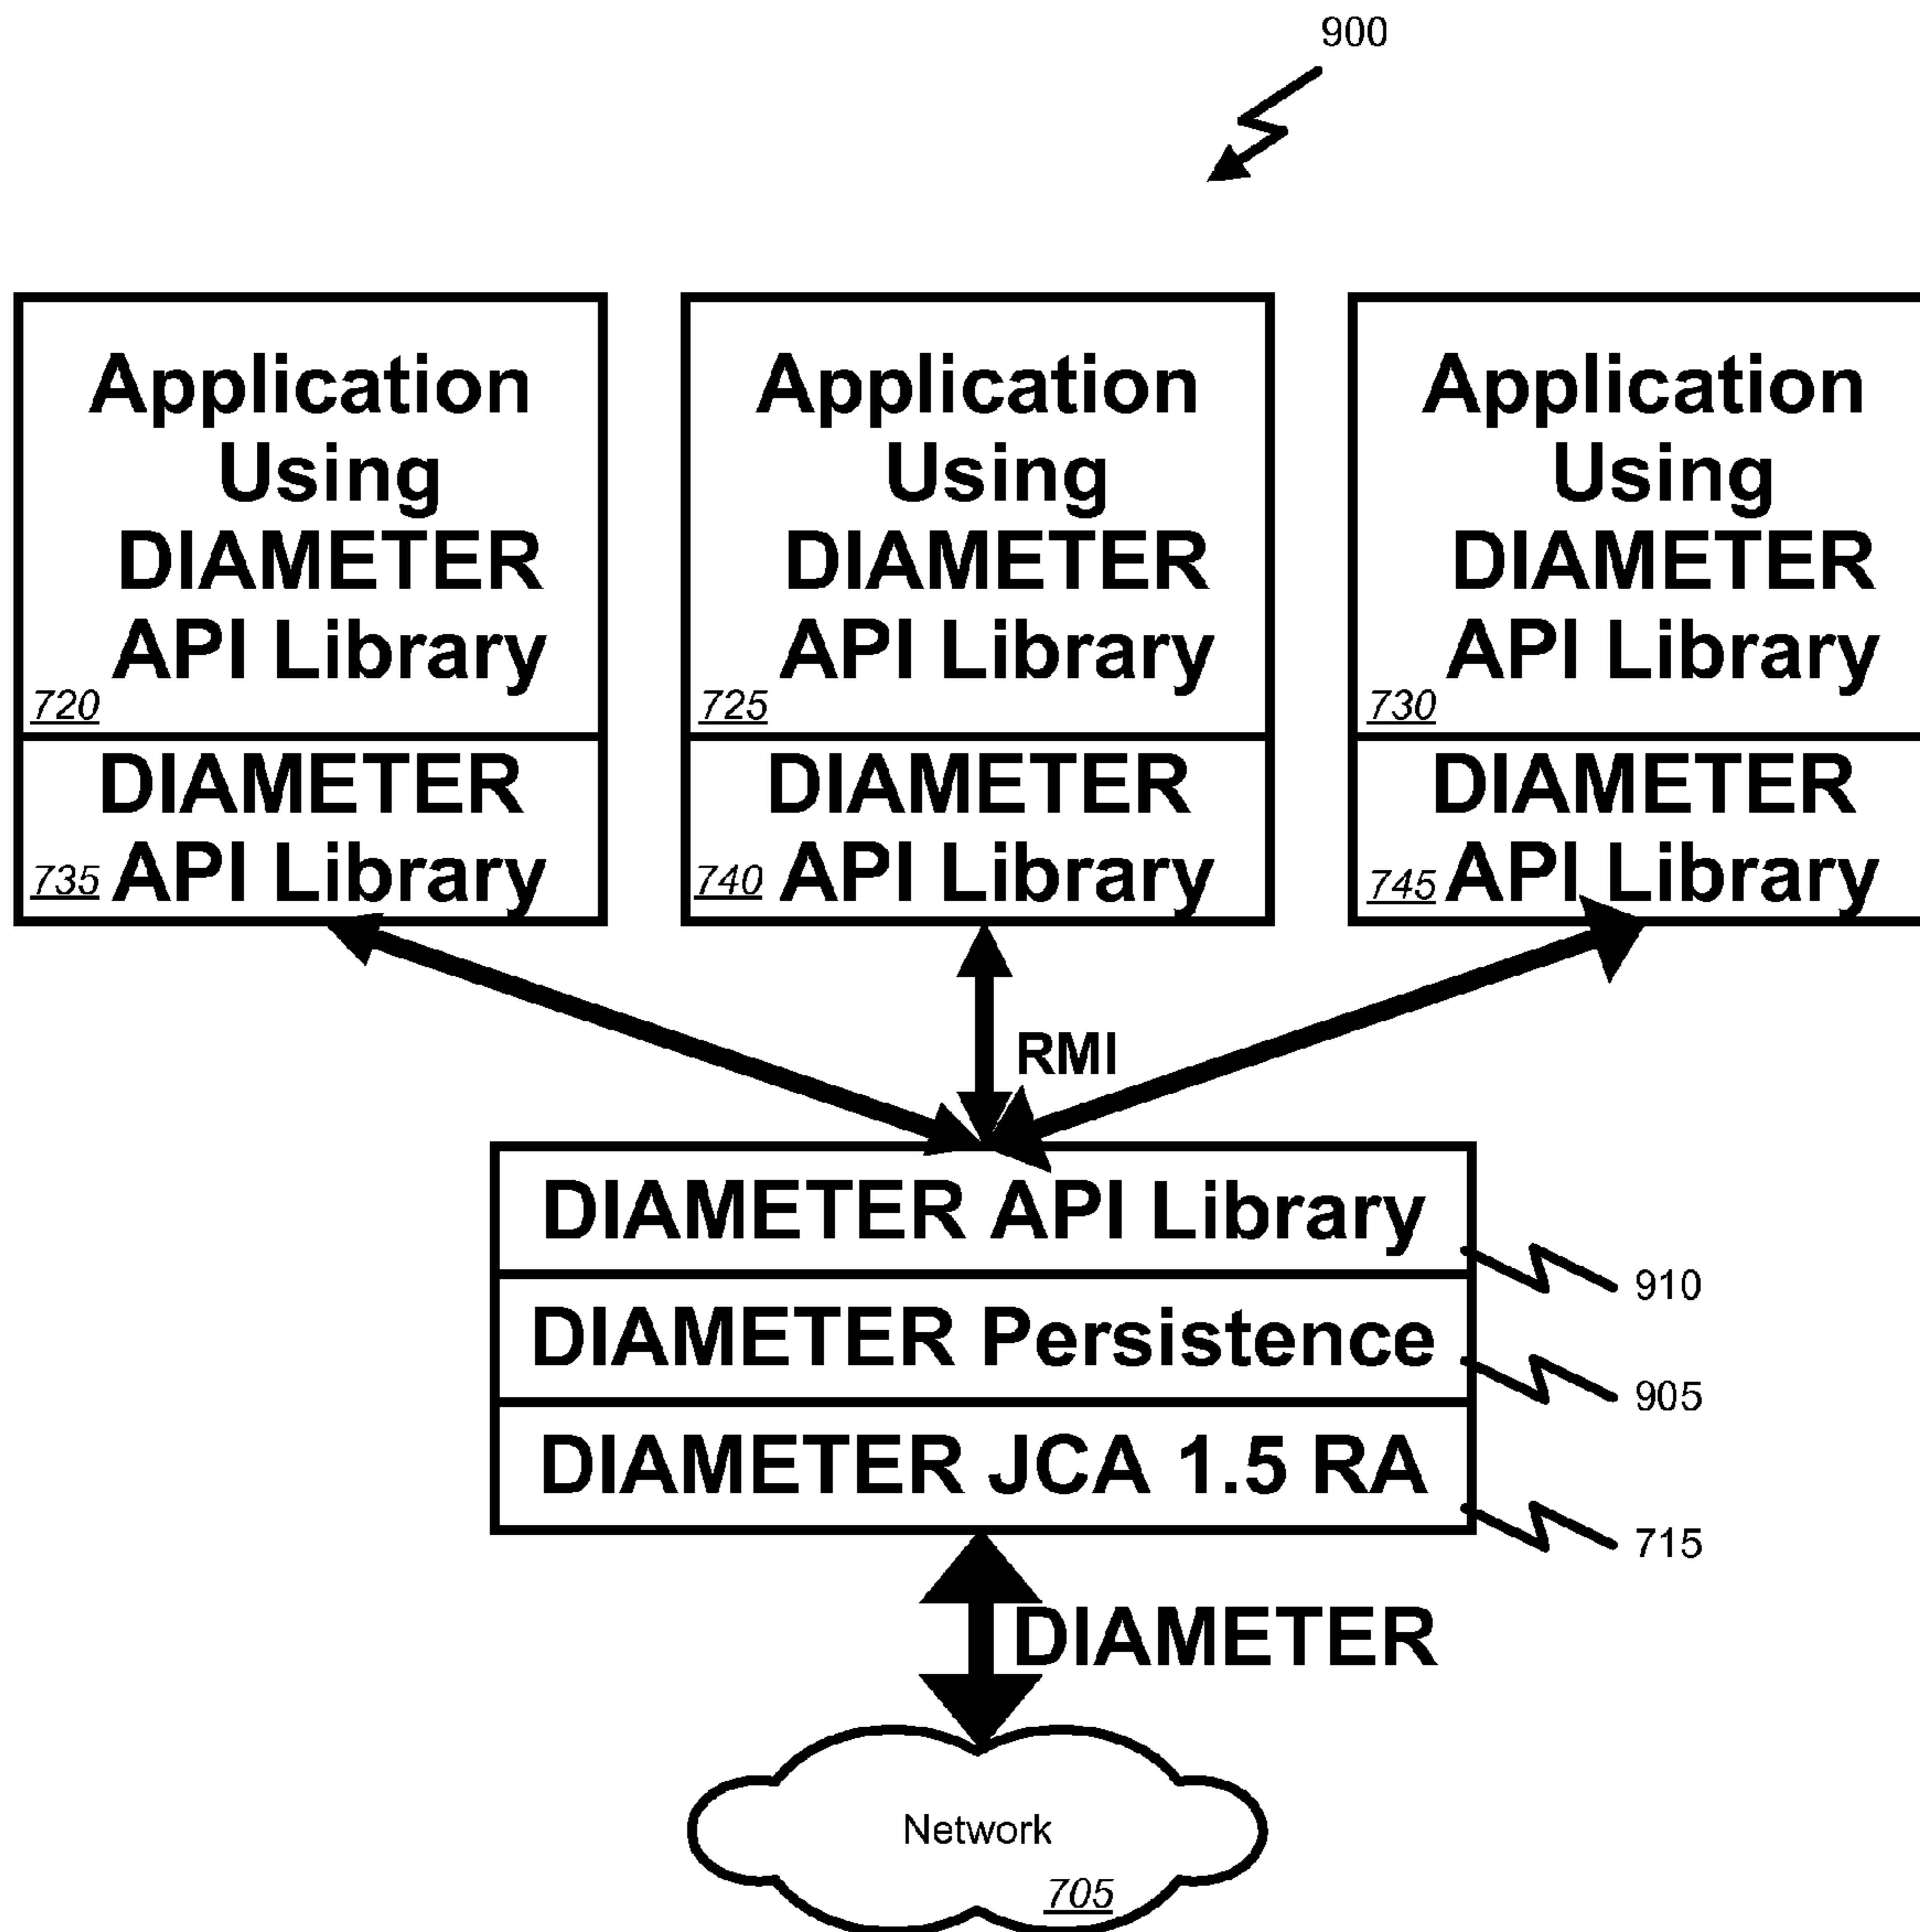 900
Application
Using
DIAMETER
API Library
720
DIAMETER
735 API Library
Application
Using
DIAMETER
API Library
725
DIAMETER
740 API Library
Application
Using
DIAMETER
API Library
730
DIAMETER
745 API Library
RMI
DIAMETER API Library
910
DIAMETER Persistence
905
DIAMETER JCA 1.5 RA
715
DIAMETER
Network
705